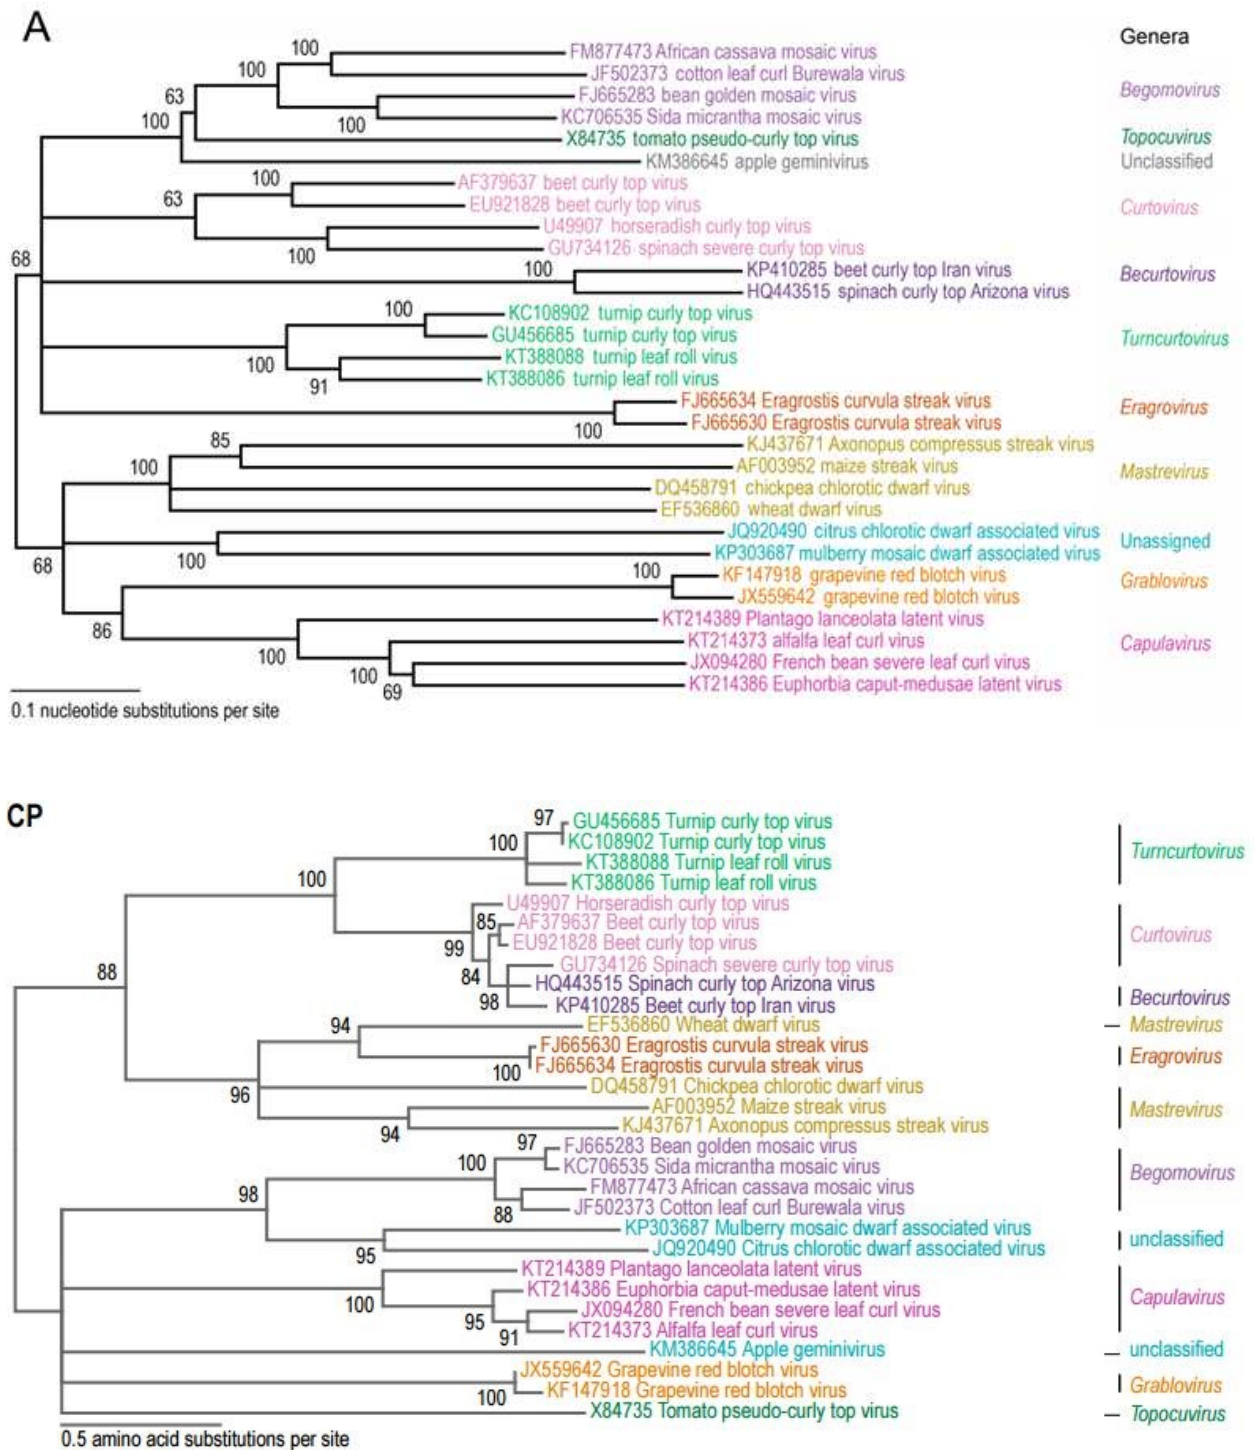 A
Genera
100
FM877473 African cassava mosaic virus
100
JF502373 cotton leaf curl Burewala virus
63
FJ665283 bean golden mosaic virus
Begomovirus
100
100
KC706535 Sida micrantha mosaic virus
X84735 tomato pseudo-curly top virus
Topocuvirus
KM386645 apple geminivirus
Unclassified
100
AF379637 beet curly top virus
63
EU921828 beet curly top virus
Curtovirus
U49907 horseradish curly top virus
100
GU734126 spinach severe curly top virus
68
100
KP410285 beet curly top Iran virus
Becurtovirus
HQ443515 spinach curly top Arizona virus
100
KC108902 turnip curly top virus
GU456685 turnip curly top virus
Turncurtovirus
100
KT388088 turnip leaf roll virus
91
KT388086 turnip leaf roll virus
FJ665634 Eragrostis curvula streak virus
Eragrovirus
100
FJ665630 Eragrostis curvula streak virus
85
KJ437671 Axonopus compressus streak virus
100
AF003952 maize streak virus
Mastrevirus
DQ458791 chickpea chlorotic dwarf virus
EF536860 wheat dwarf virus
JQ920490 citrus chlorotic dwarf associated virus
Unassigned
68
100
KP303687 mulberry mosaic dwarf associated virus
100
KF147918 grapevine red blotch virus
Grablovirus
JX559642 grapevine red blotch virus
86
KT214389 Plantago lanceolata latent virus
100
KT214373 alfalfa leaf curl virus
Capulavirus
100
JX094280 French bean severe leaf curl virus
69
KT214386 Euphorbia caput-medusae latent virus
0.1 nucleotide substitutions per site
CP
97
GU456685 Turnip curly top virus
100
KC108902 Turnip curly top virus
Turncurtovirus
KT388088 Turnip leaf roll virus
100
KT388086 Turnip leaf roll virus
U49907 Horseradish curly top virus
85
AF379637 Beet curly top virus
Curtovirus
99
EU921828 Beet curly top virus
88
84
GU734126 Spinach severe curly top virus
HQ443515 Spinach curly top Arizona virus
98
KP410285 Beet curly top Iran virus
Becurtovirus
94
EF536860 Wheat dwarf virus
Mastrevirus
FJ665630 Eragrostis curvula streak virus
Eragrovirus
100
FJ665634 Eragrostis curvula streak virus
96
DQ458791 Chickpea chlorotic dwarf virus
AF003952 Maize streak virus
Mastrevirus
94
KJ437671 Axonopus compressus streak virus
97
FJ665283 Bean golden mosaic virus
100
KC706535 Sida micrantha mosaic virus
Begomovirus
98
FM877473 African cassava mosaic virus
88
JF502373 Cotton leaf curl Burewala virus
KP303687 Mulberry mosaic dwarf associated virus
unclassified
95
JQ920490 Citrus chlorotic dwarf associated virus
KT214389 Plantago lanceolata latent virus
100
KT214386 Euphorbia caput-medusae latent virus
Capulavirus
95
JX094280 French bean severe leaf curl virus
91
KT214373 Alfalfa leaf curl virus
KM386645 Apple geminivirus
unclassified
JX559642 Grapevine red blotch virus
Grablovirus
100
KF147918 Grapevine red blotch virus
X84735 Tomato pseudo-curly top virus
Topocuvirus
0.5 amino acid substitutions per site